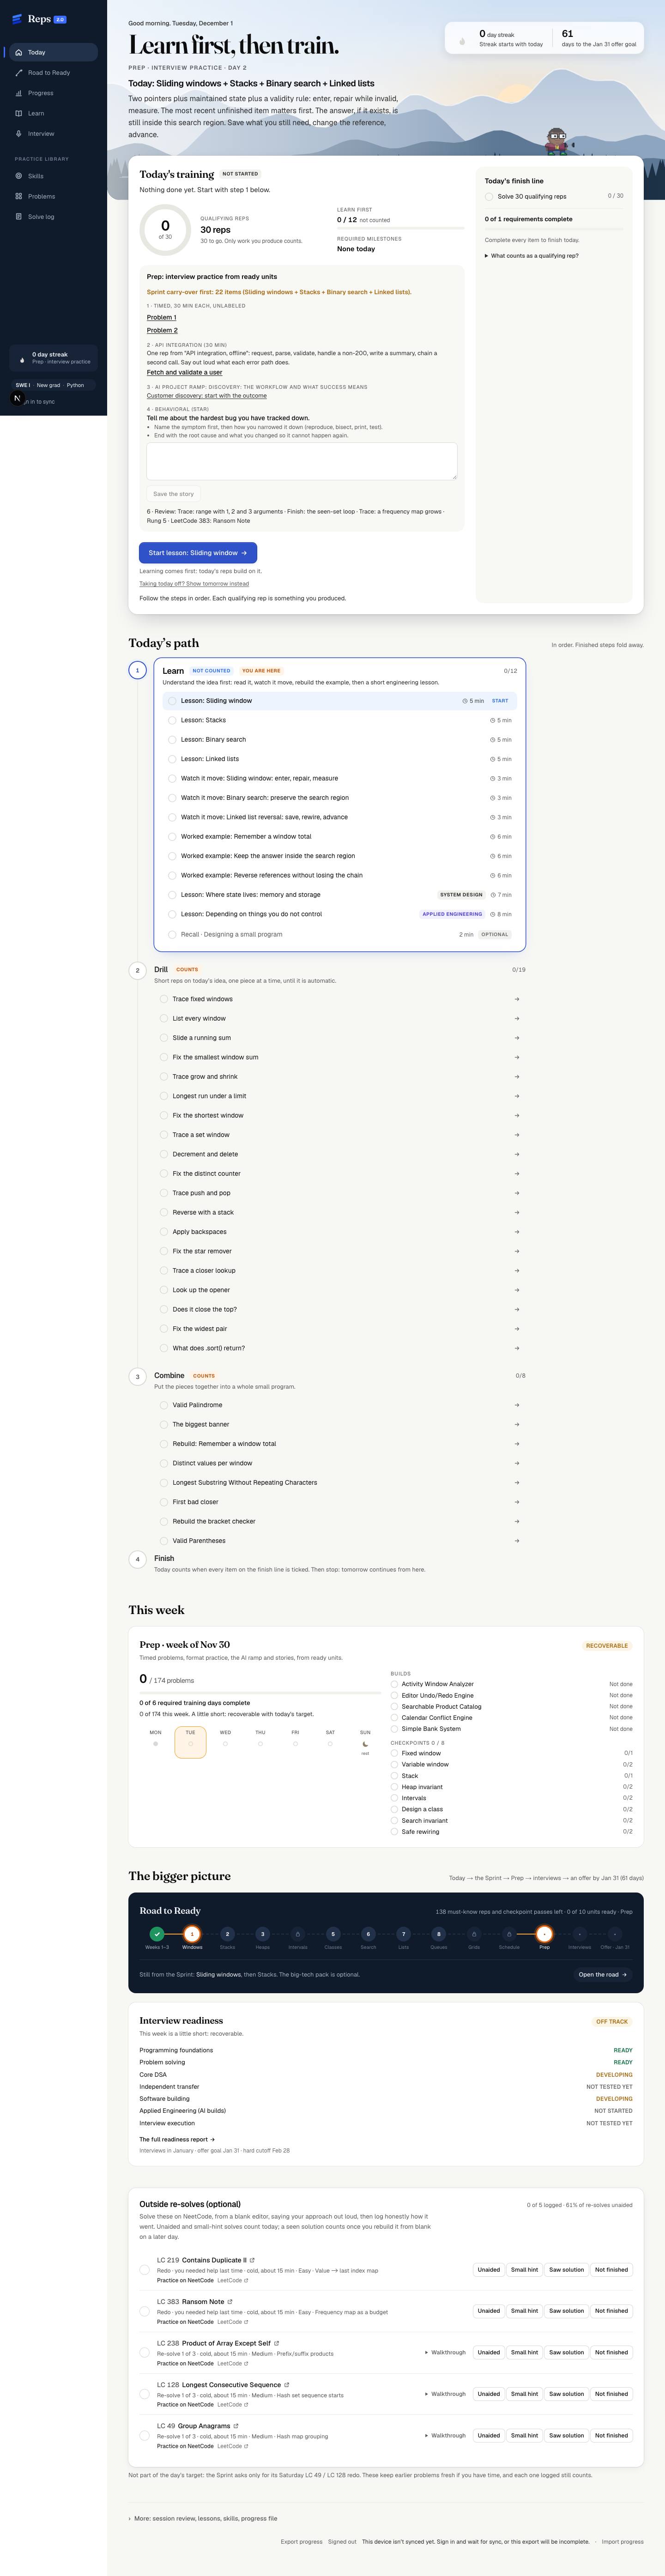 Reps 2.0
Today
Road to Ready
Progress
Learn
Interview
PRACTICE LIBRARY
Skills
Problems
Solve log
0 day streak
Prep · interview practice
SWE I · New grad · Python
N
in to sync
Good morning. Tuesday, December 1
Learn first, then train.
PREP · INTERVIEW PRACTICE · DAY 2
Today: Sliding windows + Stacks + Binary search + Linked lists
Two pointers plus maintained state plus a validity rule: enter, repair while invalid,
measure. The most recent unfinished item matters first. The answer, if it exists, is
still inside this search region. Save what you still need, change the reference,
advance.
0 day streak
Streak starts with today
61
days to the Jan 31 offer goal
Today's training NOT STARTED
Nothing done yet. Start with step 1 below.
0
of 30
QUALIFYING REPS
30 reps
30 to go. Only work you produce counts.
LEARN FIRST
0 / 12 not counted
REQUIRED MILESTONES
None today
Prep: interview practice from ready units
Sprint carry-over first: 22 items (Sliding windows + Stacks + Binary search + Linked lists).
1 · TIMED, 30 MIN EACH, UNLABELED
Problem 1
Problem 2
2 · API INTEGRATION (30 MIN)
One rep from "API integration, offline": request, parse, validate, handle a non-200, write a summary, chain a
second call. Say out loud what each error path does.
Fetch and validate a user
3 · AI PROJECT RAMP: DISCOVERY: THE WORKFLOW AND WHAT SUCCESS MEANS
Customer discovery: start with the outcome
4 · BEHAVIORAL (STAR)
Tell me about the hardest bug you have tracked down.
• Name the symptom first, then how you narrowed it down (reproduce, bisect, print, test).
• End with the root cause and what you changed so it cannot happen again.
Save the story
6 · Review: Trace: range with 1, 2 and 3 arguments · Finish: the seen-set loop · Trace: a frequency map grows ·
Rung 5 · LeetCode 383: Ransom Note
Start lesson: Sliding window →
Learning comes first: today's reps build on it.
Taking today off? Show tomorrow instead
Follow the steps in order. Each qualifying rep is something you produced.
Today's finish line
Solve 30 qualifying reps 0 / 30
0 of 1 requirements complete
Complete every item to finish today.
▸ What counts as a qualifying rep?
Today's path
In order. Finished steps fold away.
1
Learn NOT COUNTED YOU ARE HERE 0/12
Understand the idea first: read it, watch it move, rebuild the example, then a short engineering lesson.
Lesson: Sliding window 5 min START
Lesson: Stacks 5 min
Lesson: Binary search 5 min
Lesson: Linked lists 5 min
Watch it move: Sliding window: enter, repair, measure 3 min
Watch it move: Binary search: preserve the search region 3 min
Watch it move: Linked list reversal: save, rewire, advance 3 min
Worked example: Remember a window total 6 min
Worked example: Keep the answer inside the search region 6 min
Worked example: Reverse references without losing the chain 6 min
Lesson: Where state lives: memory and storage SYSTEM DESIGN 7 min
Lesson: Depending on things you do not control APPLIED ENGINEERING 8 min
Recall · Designing a small program 2 min OPTIONAL
2
Drill COUNTS 0/19
Short reps on today's idea, one piece at a time, until it is automatic.
Trace fixed windows →
List every window →
Slide a running sum →
Fix the smallest window sum →
Trace grow and shrink →
Longest run under a limit →
Fix the shortest window →
Trace a set window →
Decrement and delete →
Fix the distinct counter →
Trace push and pop →
Reverse with a stack →
Apply backspaces →
Fix the star remover →
Trace a closer lookup →
Look up the opener →
Does it close the top? →
Fix the widest pair →
What does .sort() return? →
3
Combine COUNTS 0/8
Put the pieces together into a whole small program.
Valid Palindrome →
The biggest banner →
Rebuild: Remember a window total →
Distinct values per window →
Longest Substring Without Repeating Characters →
First bad closer →
Rebuild the bracket checker →
Valid Parentheses →
4
Finish
Today counts when every item on the finish line is ticked. Then stop: tomorrow continues from here.
This week
Prep · week of Nov 30 RECOVERABLE
Timed problems, format practice, the AI ramp and stories, from ready units.
0 / 174 problems
0 of 6 required training days complete
0 of 174 this week. A little short: recoverable with today's target.
MON TUE WED THU FRI SAT SUN
rest
BUILDS
Activity Window Analyzer Not done
Editor Undo/Redo Engine Not done
Searchable Product Catalog Not done
Calendar Conflict Engine Not done
Simple Bank System Not done
CHECKPOINTS 0 / 8
Fixed window 0/1
Variable window 0/2
Stack 0/1
Heap invariant 0/2
Intervals 0/2
Design a class 0/2
Search invariant 0/2
Safe rewiring 0/2
The bigger picture
Today → the Sprint → Prep → interviews → an offer by Jan 31 (61 days)
Road to Ready
138 must-know reps and checkpoint passes left · 0 of 10 units ready · Prep
1 2 3 5 6 7 8
Weeks 1–3 Windows Stacks Heaps Intervals Classes Search Lists Queues Grids Schedule Prep Interviews Offer · Jan 31
Still from the Sprint: Sliding windows, then Stacks. The big-tech pack is optional.
Open the road →
Interview readiness OFF TRACK
This week is a little short: recoverable.
Programming foundations READY
Problem solving READY
Core DSA DEVELOPING
Independent transfer NOT TESTED YET
Software building DEVELOPING
Applied Engineering (AI builds) NOT STARTED
Interview execution NOT TESTED YET
The full readiness report →
Interviews in January · offer goal Jan 31 · hard cutoff Feb 28
Outside re-solves (optional)
0 of 5 logged · 61% of re-solves unaided
Solve these on NeetCode, from a blank editor, saying your approach out loud, then log honestly how it
went. Unaided and small-hint solves count today; a seen solution counts once you rebuild it from blank
on a later day.
LC 219 Contains Duplicate II
Redo · you needed help last time · cold, about 15 min · Easy · Value → last index map
Practice on NeetCode LeetCode
Unaided Small hint Saw solution Not finished
LC 383 Ransom Note
Redo · you needed help last time · cold, about 15 min · Easy · Frequency map as a budget
Practice on NeetCode LeetCode
Unaided Small hint Saw solution Not finished
LC 238 Product of Array Except Self
Re-solve 1 of 3 · cold, about 15 min · Medium · Prefix/suffix products
Practice on NeetCode LeetCode
▸ Walkthrough Unaided Small hint Saw solution Not finished
LC 128 Longest Consecutive Sequence
Re-solve 1 of 3 · cold, about 15 min · Medium · Hash set sequence starts
Practice on NeetCode LeetCode
▸ Walkthrough Unaided Small hint Saw solution Not finished
LC 49 Group Anagrams
Re-solve 1 of 3 · cold, about 15 min · Medium · Hash map grouping
Practice on NeetCode LeetCode
▸ Walkthrough Unaided Small hint Saw solution Not finished
Not part of the day's target: the Sprint asks only for its Saturday LC 49 / LC 128 redo. These keep earlier problems fresh if you have time, and each one logged still counts.
› More: session review, lessons, skills, progress file
Export progress Signed out This device isn't synced yet. Sign in and wait for sync, or this export will be incomplete. · Import progress